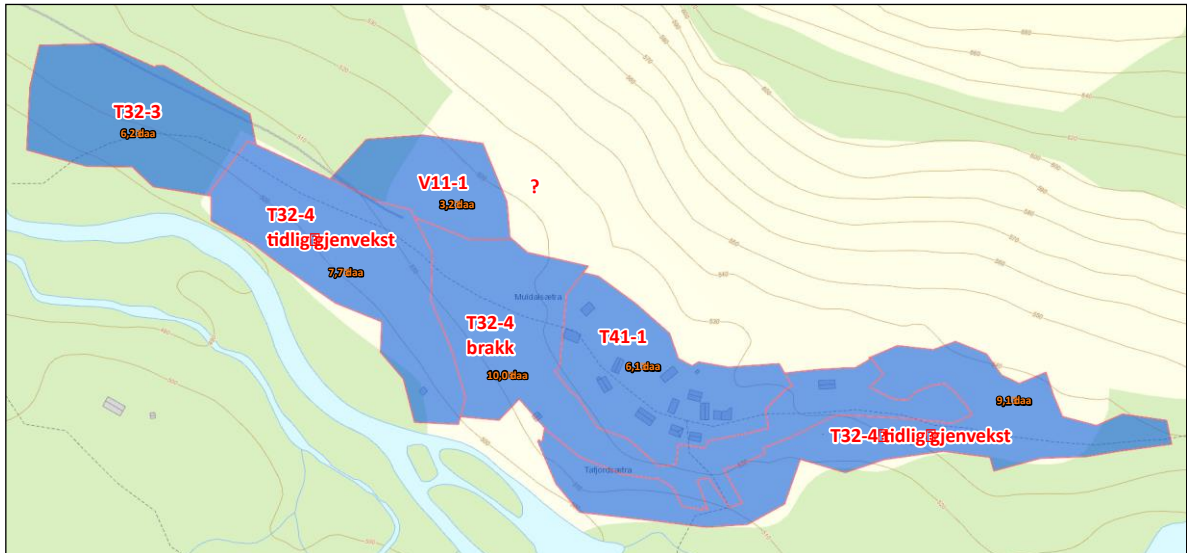 T32-3
6,2 daa
V11-1
3,2 daa
?
T32-4
tidlig gjenvekst
7,7 daa
Muldalsætra
T32-4
brakk
10,0 daa
T41-1
6,1 daa
9,1 daa
T32-4 tidlig gjenvekst
Tafjordsætra